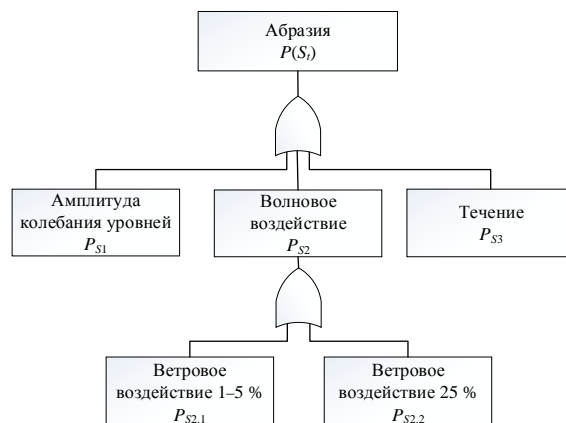 Абразия
P(St)
Амплитуда
колебания уровней
PS1
Волновое
воздействие
PS2
Течение
PS3
Ветровое
воздействие 1–5 %
PS2.1
Ветровое
воздействие 25 %
PS2.2